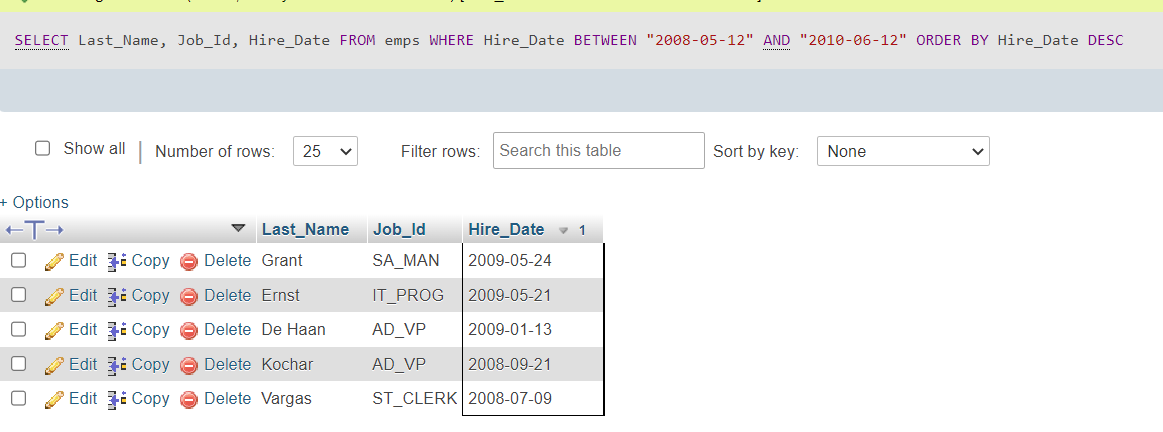 SELECT Last_Name, Job_Id, Hire_Date FROM emps WHERE Hire_Date BETWEEN "2008-05-12" AND "2010-06-12" ORDER BY Hire_Date DESC
Show all | Number of rows: 25 Filter rows: Search this table Sort by key: None
+ Options
←T→ Last_Name Job_Id Hire_Date 1
Edit Copy Delete Grant SA_MAN 2009-05-24
Edit Copy Delete Ernst IT_PROG 2009-05-21
Edit Copy Delete De Haan AD_VP 2009-01-13
Edit Copy Delete Kochar AD_VP 2008-09-21
Edit Copy Delete Vargas ST_CLERK 2008-07-09